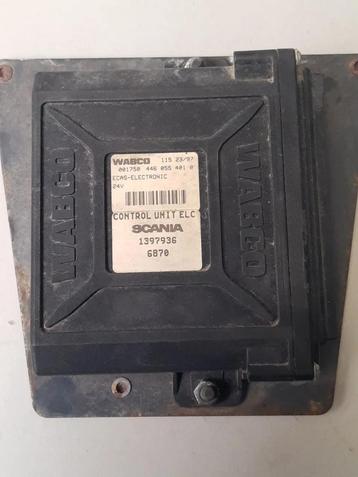 WABCO
WABCO 115 23/97
001750 446 055 401 0
ECAS-ELECTRONIC
24V
CONTROL UNIT ELC
SCANIA
1397936
6870
WABCO